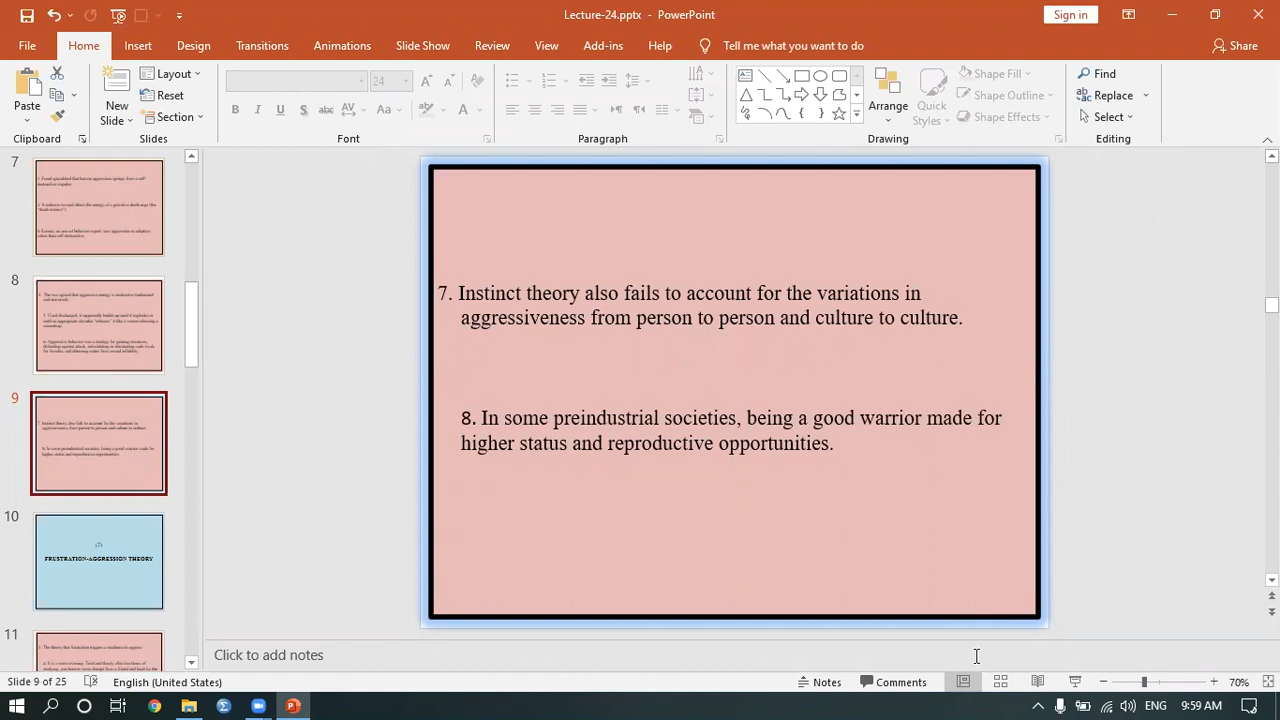 Lecture-24.pptx - PowerPoint
Sign in
File Home Insert Design Transitions Animations Slide Show Review View Add-ins Help Tell me what you want to do Share
Paste
New Slide
Layout
Reset
Section
24
Arrange
Quick Styles
Shape Fill
Shape Outline
Shape Effects
Find
Replace
Select
Clipboard Slides Font Paragraph Drawing Editing
7
8
9
10
(2)
FRUSTRATION-AGGRESSION THEORY
11
7. Instinct theory also fails to account for the variations in
aggressiveness from person to person and culture to culture.
8. In some preindustrial societies, being a good warrior made for
higher status and reproductive opportunities.
Click to add notes
Slide 9 of 25 English (United States) Notes Comments 70%
ENG 9:59 AM